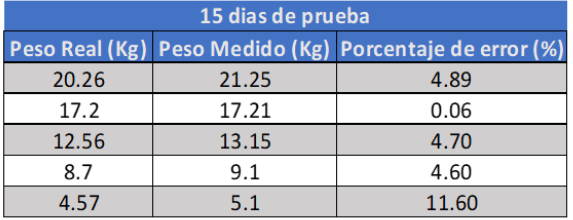 15 dias de prueba
Peso Real (Kg) Peso Medido (Kg) Porcentaje de error (%)
20.26 21.25 4.89
17.2 17.21 0.06
12.56 13.15 4.70
8.7 9.1 4.60
4.57 5.1 11.60